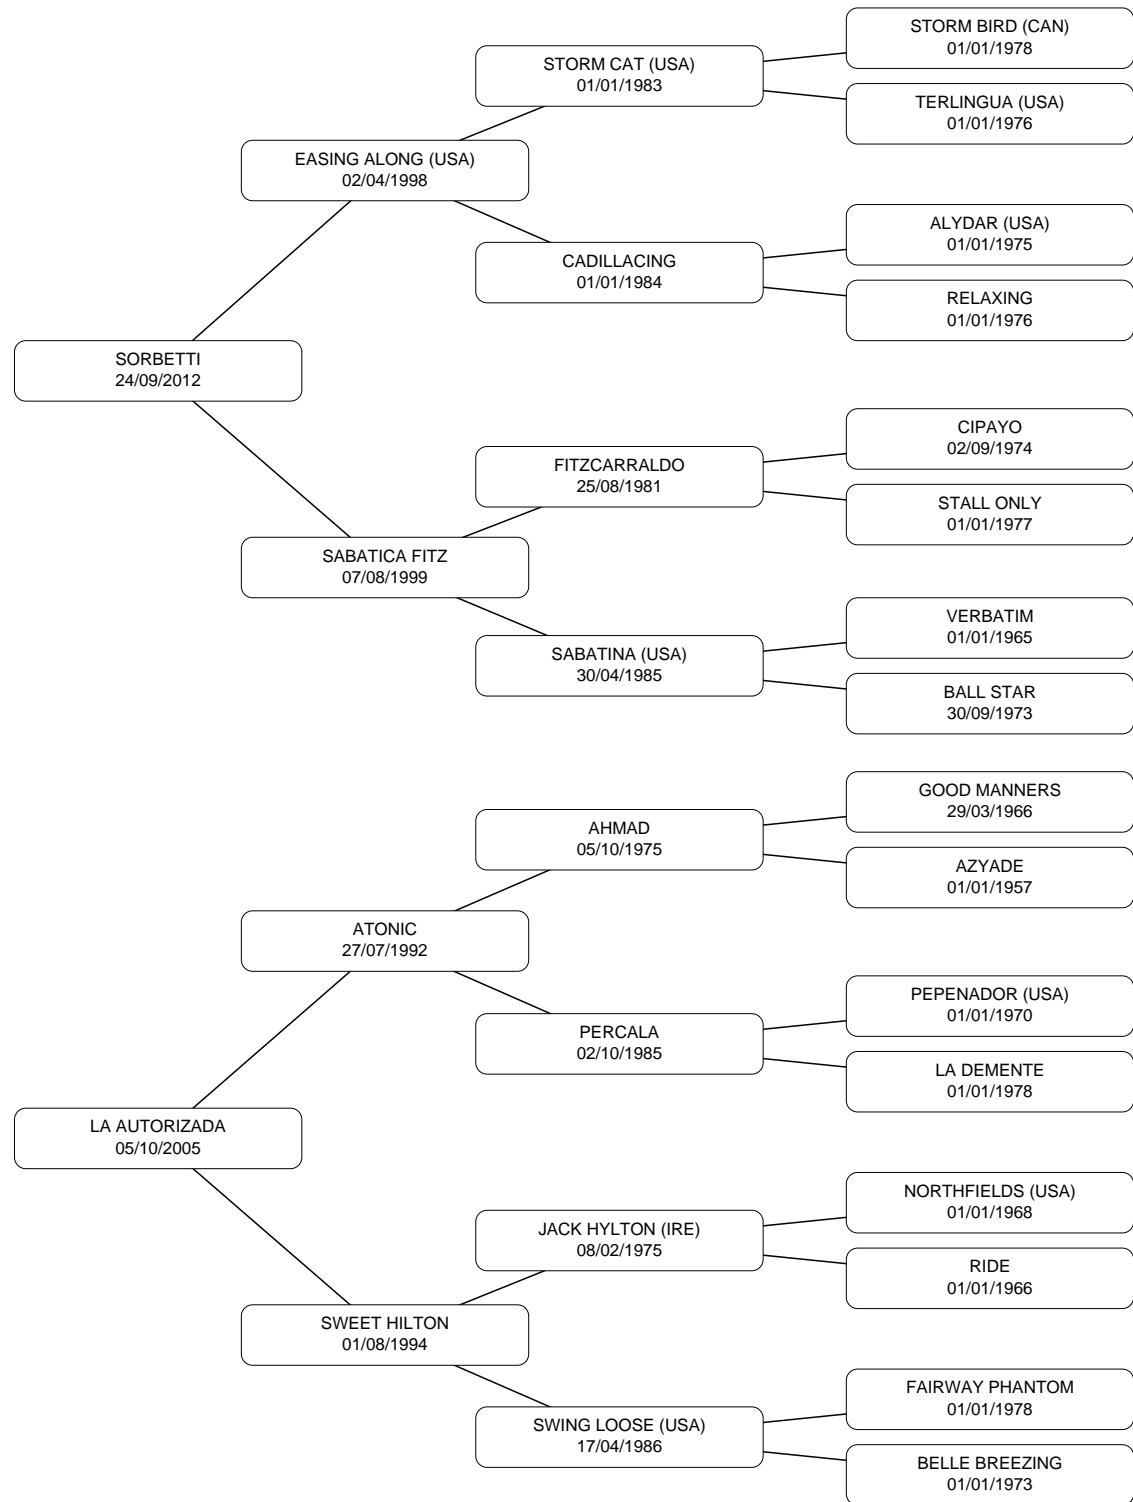 STORM BIRD (CAN)
01/01/1978
STORM CAT (USA)
01/01/1983
TERLINGUA (USA)
01/01/1976
EASING ALONG (USA)
02/04/1998
ALYDAR (USA)
01/01/1975
CADILLACING
01/01/1984
RELAXING
01/01/1976
SORBETTI
24/09/2012
CIPAYO
02/09/1974
FITZCARRALDO
25/08/1981
STALL ONLY
01/01/1977
SABATICA FITZ
07/08/1999
VERBATIM
01/01/1965
SABATINA (USA)
30/04/1985
BALL STAR
30/09/1973
GOOD MANNERS
29/03/1966
AHMAD
05/10/1975
AZYADE
01/01/1957
ATONIC
27/07/1992
PEPENADOR (USA)
01/01/1970
PERCALA
02/10/1985
LA DEMENTE
01/01/1978
LA AUTORIZADA
05/10/2005
NORTHFIELDS (USA)
01/01/1968
JACK HYLTON (IRE)
08/02/1975
RIDE
01/01/1966
SWEET HILTON
01/08/1994
FAIRWAY PHANTOM
01/01/1978
SWING LOOSE (USA)
17/04/1986
BELLE BREEZING
01/01/1973